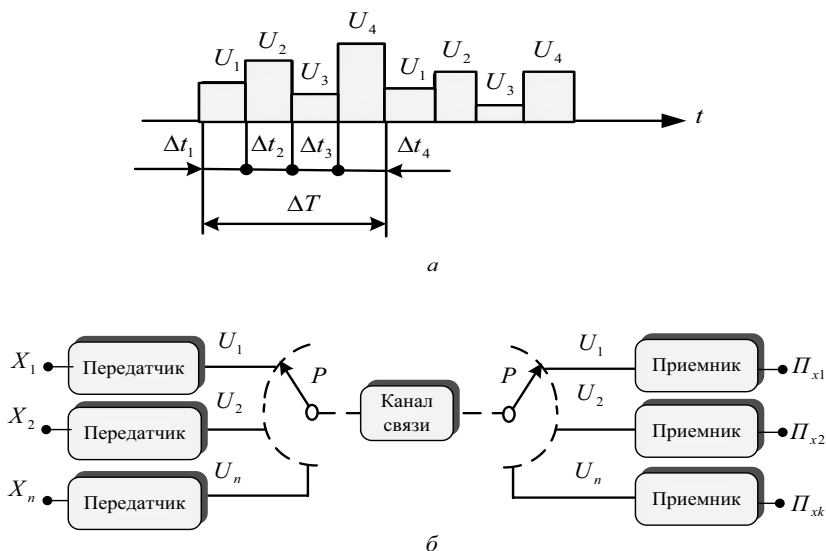 U₁ U₂ U₃ U₄ U₁ U₂ U₃ U₄
t
Δt₁ Δt₂ Δt₃ Δt₄
ΔT
а
X₁ Передатчик U₁ P Канал связи P U₁ Приемник Пₓ₁
X₂ Передатчик U₂ U₂ Приемник Пₓ₂
Xₙ Передатчик Uₙ Uₙ Приемник Пₓₖ
б